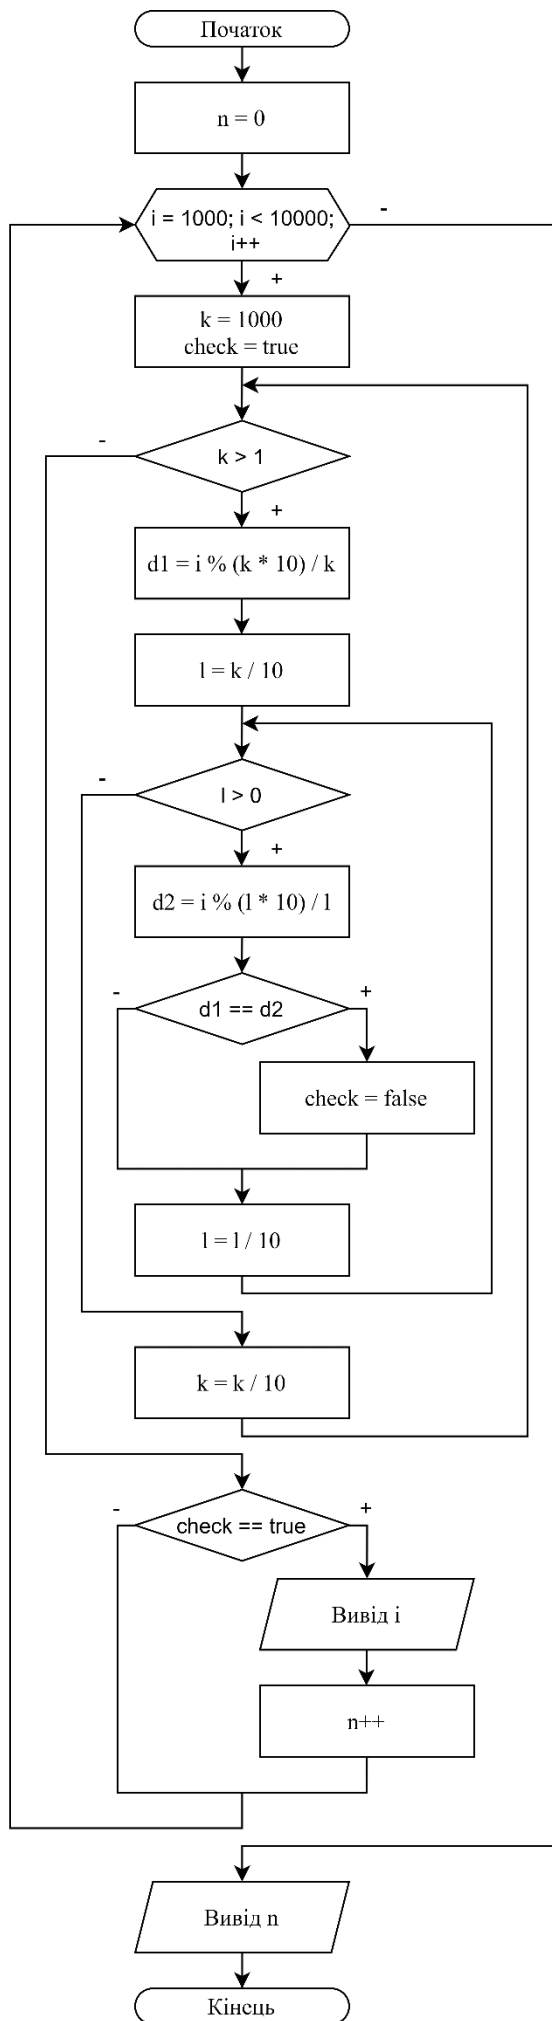 Початок
n = 0
i = 1000; i < 10000;
i++
-
+
k = 1000
check = true
-
k > 1
+
d1 = i % (k * 10) / k
l = k / 10
-
l > 0
+
d2 = i % (l * 10) / l
-
d1 == d2
+
check = false
l = l / 10
k = k / 10
-
check == true
+
Вивід i
n++
Вивід n
Кінець